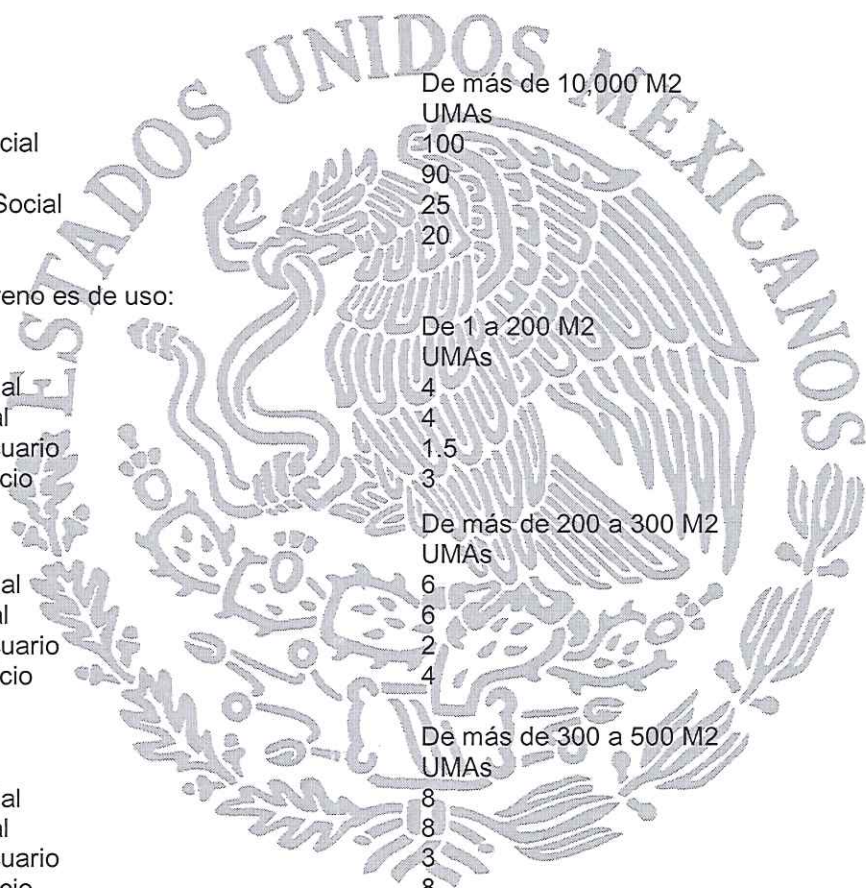 ESTADOS UNIDOS MEXICANOS
De más de 10,000 M2
UMAs
cial 100
90
Social 25
20
reno es de uso:
De 1 a 200 M2
UMAs
al 4
al 4
uario 1.5
cio 3
De más de 200 a 300 M2
UMAs
al 6
al 6
uario 2
cio 4
De más de 300 a 500 M2
UMAs
al 8
al 8
uario 3
cio 8